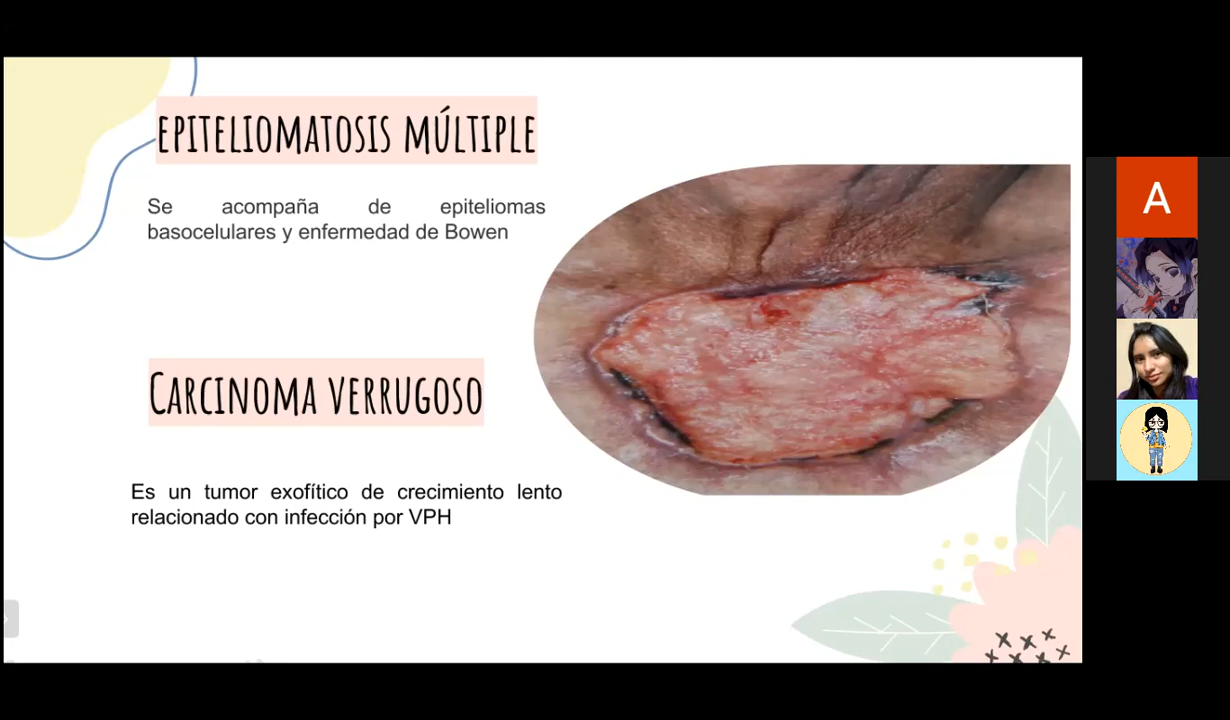 EPITELIOMATOSIS MÚLTIPLE
Se acompaña de epiteliomas
basocelulares y enfermedad de Bowen
CARCINOMA VERRUGOSO
Es un tumor exofítico de crecimiento lento
relacionado con infección por VPH
A